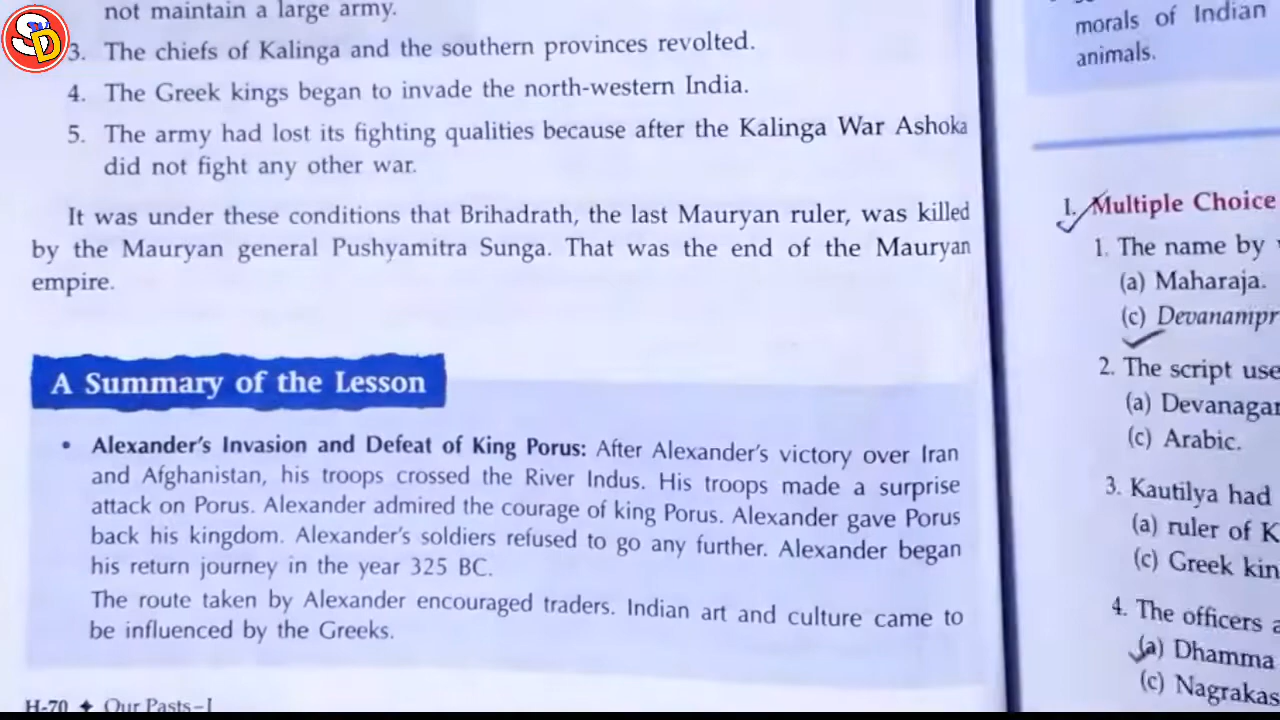 SD
not maintain a large army.
3. The chiefs of Kalinga and the southern provinces revolted.
4. The Greek kings began to invade the north-western India.
5. The army had lost its fighting qualities because after the Kalinga War Ashoka
did not fight any other war.
It was under these conditions that Brihadrath, the last Mauryan ruler, was killed
by the Mauryan general Pushyamitra Sunga. That was the end of the Mauryan
empire.
A Summary of the Lesson
• Alexander's Invasion and Defeat of King Porus: After Alexander's victory over Iran
and Afghanistan, his troops crossed the River Indus. His troops made a surprise
attack on Porus. Alexander admired the courage of king Porus. Alexander gave Porus
back his kingdom. Alexander's soldiers refused to go any further. Alexander began
his return journey in the year 325 BC.
The route taken by Alexander encouraged traders. Indian art and culture came to
be influenced by the Greeks.
H-70 ✦ Our Pasts–I
morals of Indian
animals.
I. Multiple Choice
1. The name by
(a) Maharaja.
(c) Devanampr
2. The script use
(a) Devanagar
(c) Arabic.
3. Kautilya had
(a) ruler of K
(c) Greek kin
4. The officers a
(a) Dhamma
(c) Nagrakas